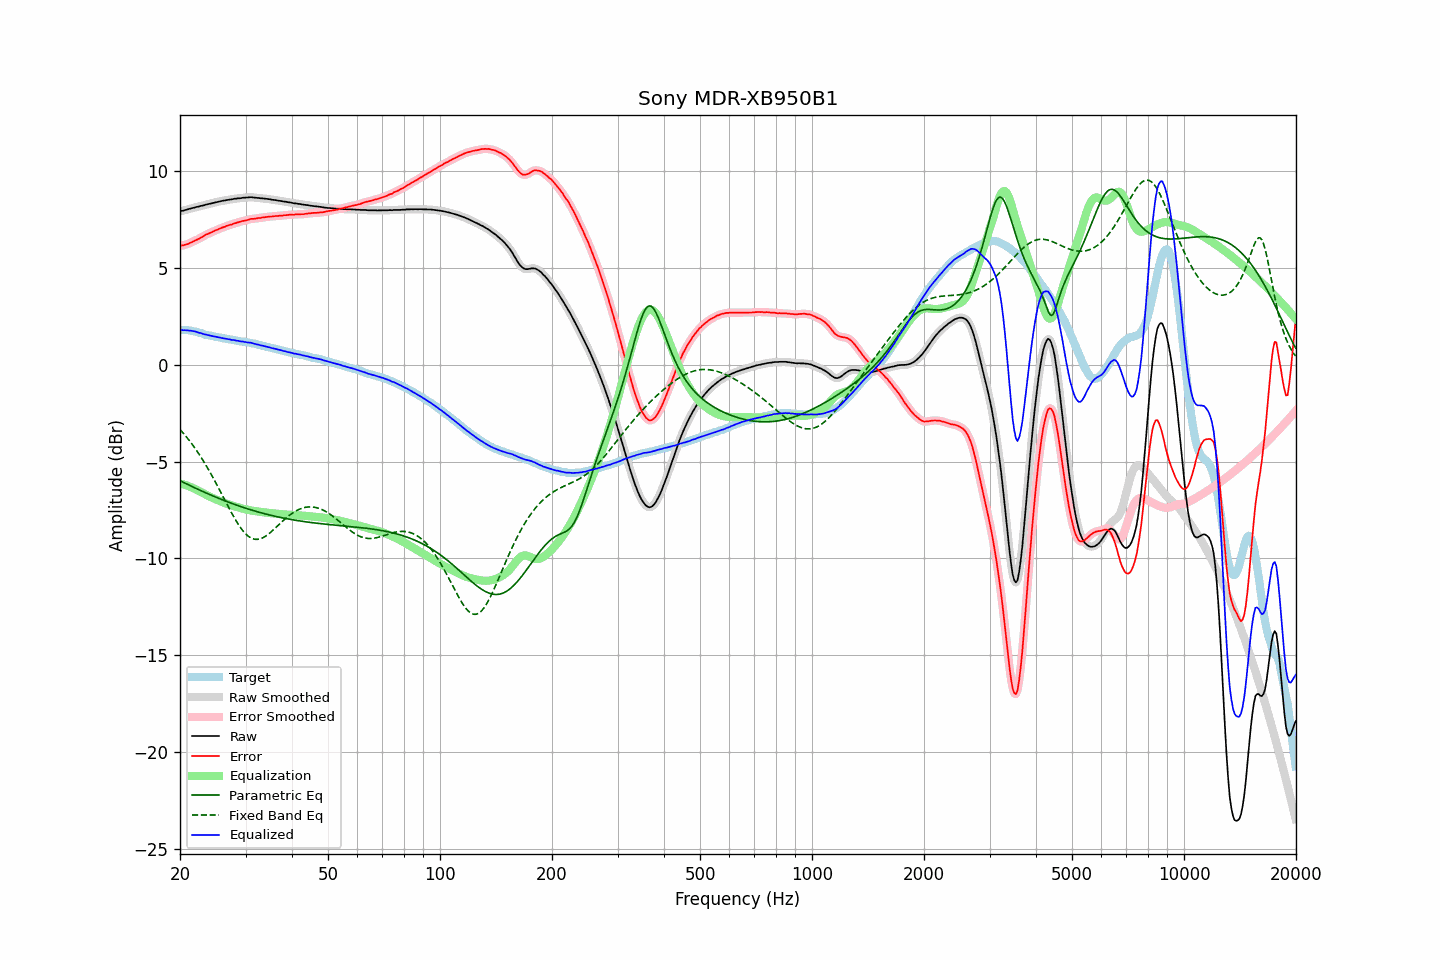 Sony MDR-XB950B1
Amplitude (dBr)
10
5
0
−5
−10
−15
−20
−25
Target
Raw Smoothed
Error Smoothed
Raw
Error
Equalization
Parametric Eq
Fixed Band Eq
Equalized
20 50 100 200 500 1000 2000 5000 10000 20000
Frequency (Hz)